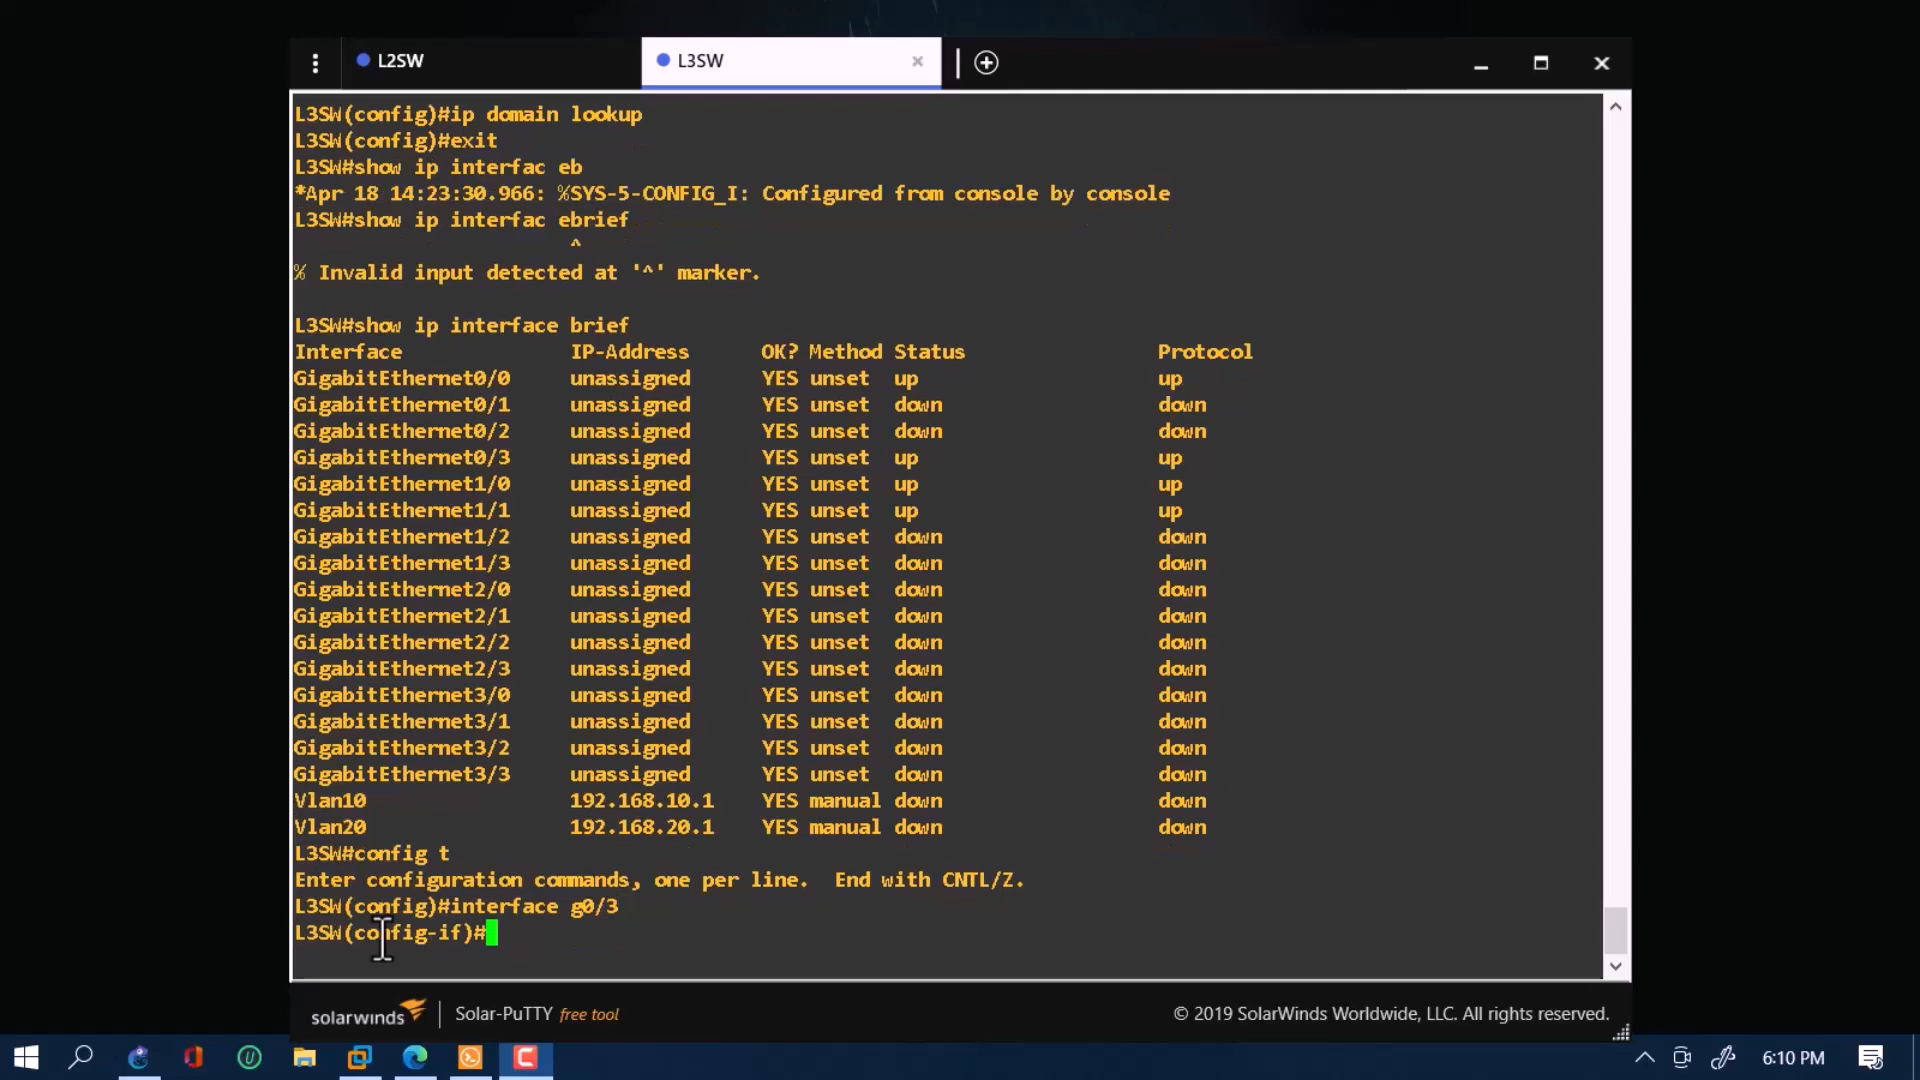 L2SW
L3SW
L3SW(config)#ip domain lookup
L3SW(config)#exit
L3SW#show ip interfac eb
*Apr 18 14:23:30.966: %SYS-5-CONFIG_I: Configured from console by console
L3SW#show ip interfac ebrief
^
% Invalid input detected at '^' marker.
L3SW#show ip interface brief
Interface IP-Address OK? Method Status Protocol
GigabitEthernet0/0 unassigned YES unset up up
GigabitEthernet0/1 unassigned YES unset down down
GigabitEthernet0/2 unassigned YES unset down down
GigabitEthernet0/3 unassigned YES unset up up
GigabitEthernet1/0 unassigned YES unset up up
GigabitEthernet1/1 unassigned YES unset up up
GigabitEthernet1/2 unassigned YES unset down down
GigabitEthernet1/3 unassigned YES unset down down
GigabitEthernet2/0 unassigned YES unset down down
GigabitEthernet2/1 unassigned YES unset down down
GigabitEthernet2/2 unassigned YES unset down down
GigabitEthernet2/3 unassigned YES unset down down
GigabitEthernet3/0 unassigned YES unset down down
GigabitEthernet3/1 unassigned YES unset down down
GigabitEthernet3/2 unassigned YES unset down down
GigabitEthernet3/3 unassigned YES unset down down
Vlan10 192.168.10.1 YES manual down down
Vlan20 192.168.20.1 YES manual down down
L3SW#config t
Enter configuration commands, one per line. End with CNTL/Z.
L3SW(config)#interface g0/3
L3SW(config-if)#
solarwinds Solar-PuTTY free tool © 2019 SolarWinds Worldwide, LLC. All rights reserved.
6:10 PM